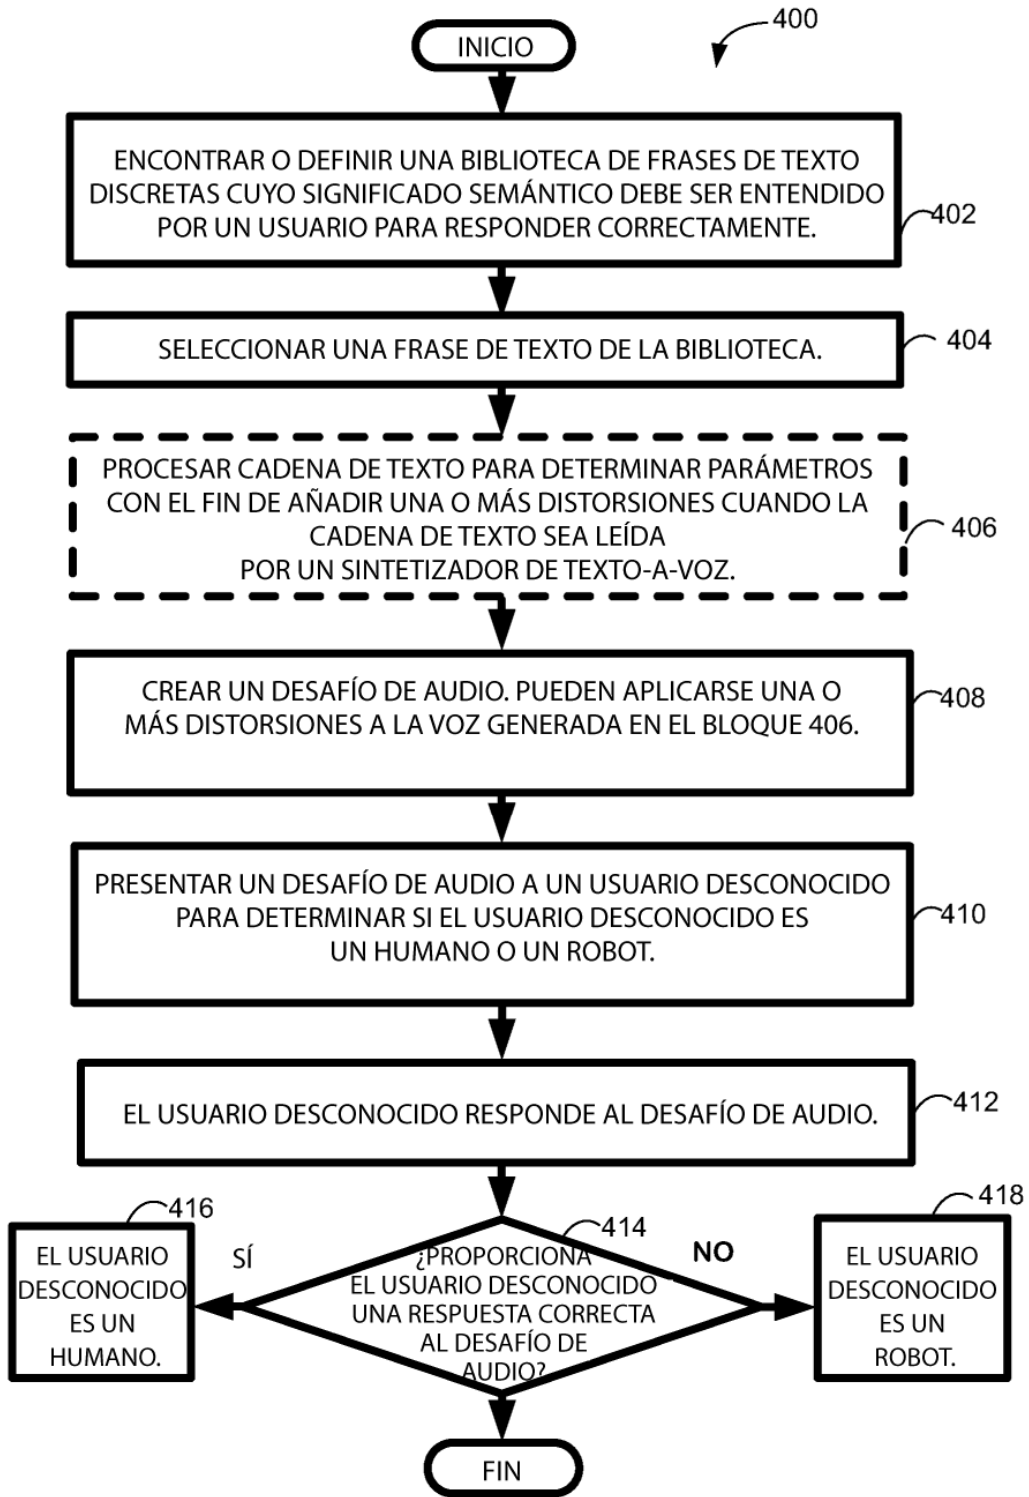 400
INICIO
ENCONTRAR O DEFINIR UNA BIBLIOTECA DE FRASES DE TEXTO
DISCRETAS CUYO SIGNIFICADO SEMÁNTICO DEBE SER ENTENDIDO
POR UN USUARIO PARA RESPONDER CORRECTAMENTE.
402
SELECCIONAR UNA FRASE DE TEXTO DE LA BIBLIOTECA.
404
PROCESAR CADENA DE TEXTO PARA DETERMINAR PARÁMETROS
CON EL FIN DE AÑADIR UNA O MÁS DISTORSIONES CUANDO LA
CADENA DE TEXTO SEA LEÍDA
POR UN SINTETIZADOR DE TEXTO-A-VOZ.
406
CREAR UN DESAFÍO DE AUDIO. PUEDEN APLICARSE UNA O
MÁS DISTORSIONES A LA VOZ GENERADA EN EL BLOQUE 406.
408
PRESENTAR UN DESAFÍO DE AUDIO A UN USUARIO DESCONOCIDO
PARA DETERMINAR SI EL USUARIO DESCONOCIDO ES
UN HUMANO O UN ROBOT.
410
EL USUARIO DESCONOCIDO RESPONDE AL DESAFÍO DE AUDIO.
412
414
¿PROPORCIONA
EL USUARIO DESCONOCIDO
UNA RESPUESTA CORRECTA
AL DESAFÍO DE
AUDIO?
SÍ
416
EL USUARIO
DESCONOCIDO
ES UN
HUMANO.
NO
418
EL USUARIO
DESCONOCIDO
ES UN
ROBOT.
FIN